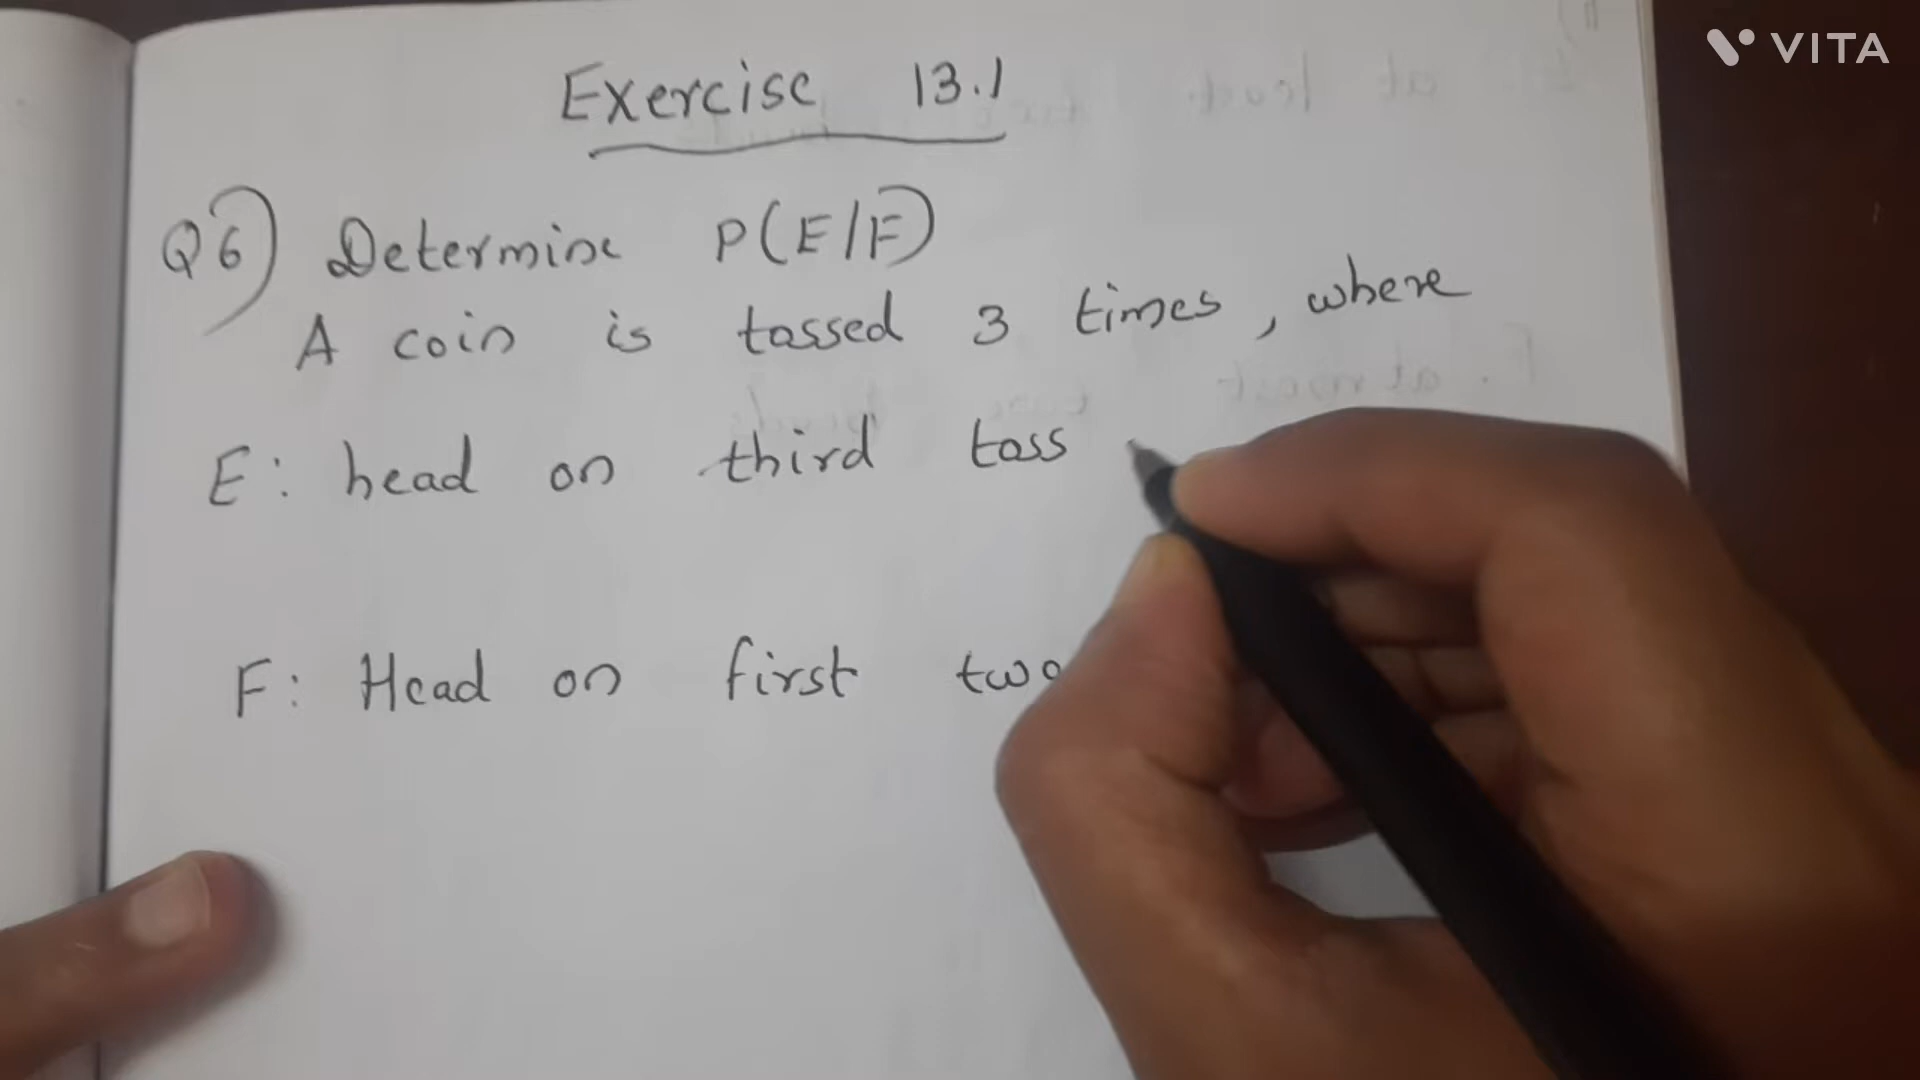 VITA
Exercise 13.1
Q6) Determine P(E/F)
A coin is tossed 3 times, where
E: head on third toss
F: Head on first two